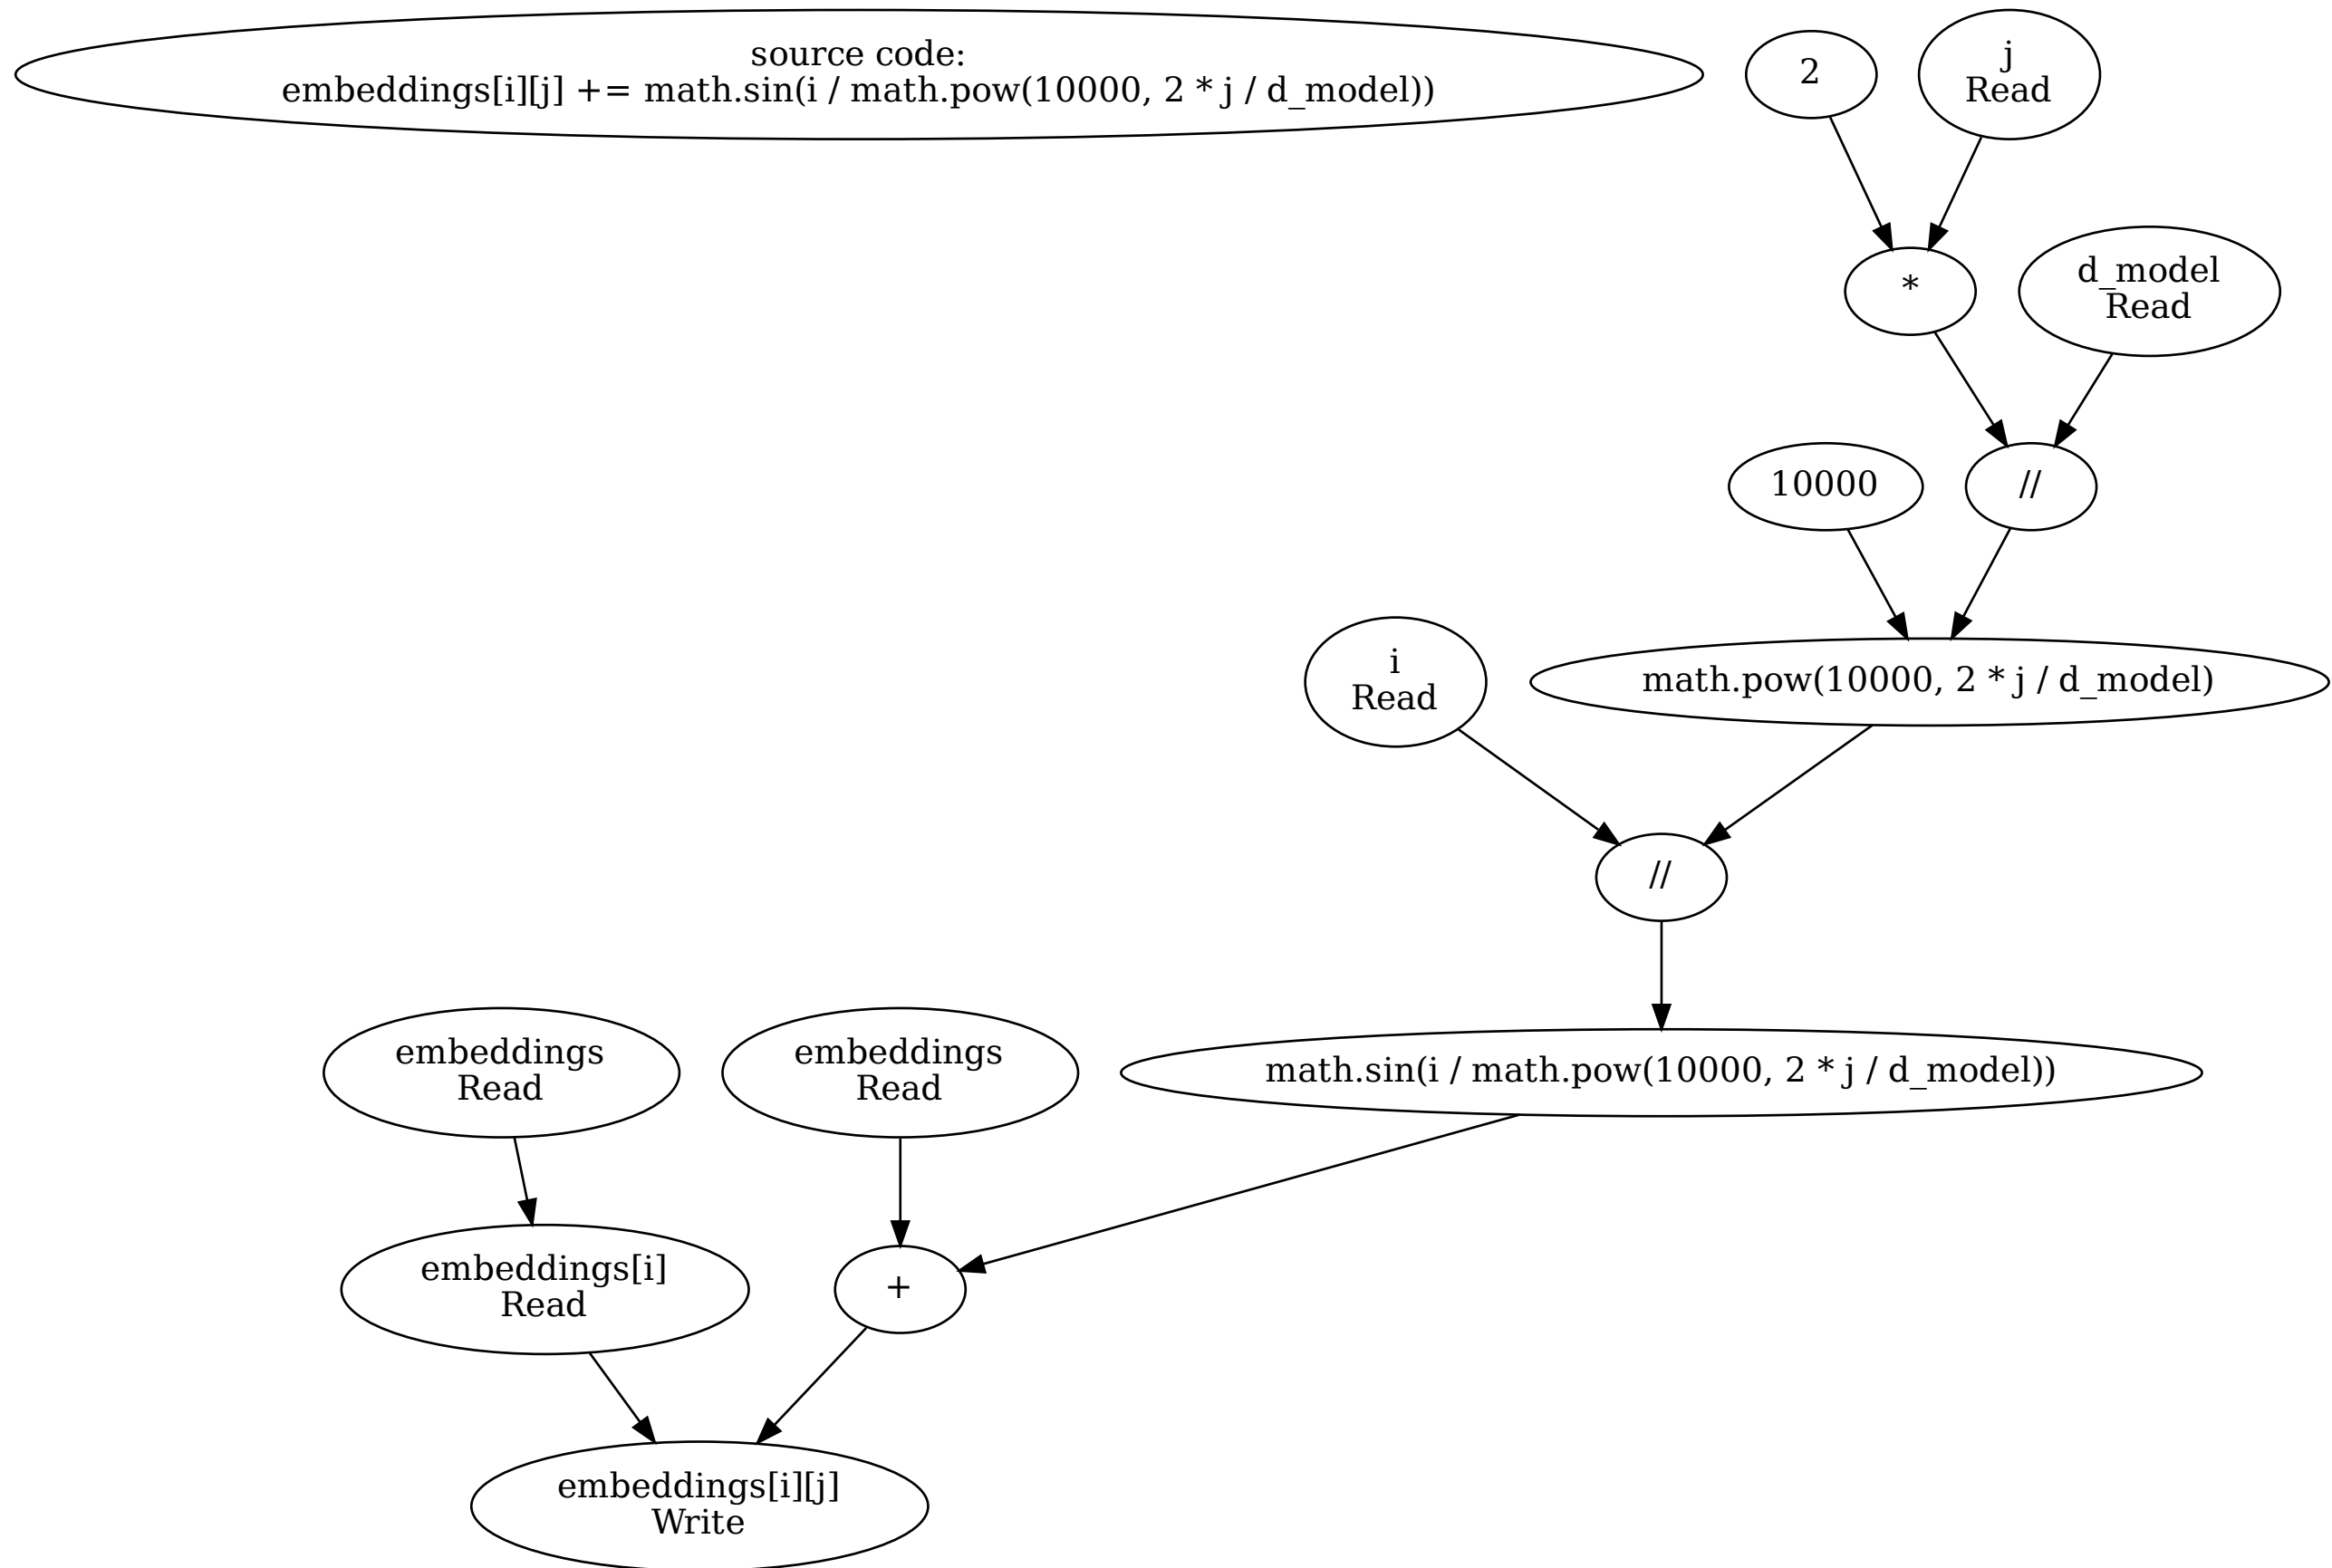 source code:
embeddings[i][j] += math.sin(i / math.pow(10000, 2 * j / d_model))
2
j
Read
*
d_model
Read
10000
//
i
Read
math.pow(10000, 2 * j / d_model)
//
embeddings
Read
embeddings
Read
math.sin(i / math.pow(10000, 2 * j / d_model))
embeddings[i]
Read
+
embeddings[i][j]
Write